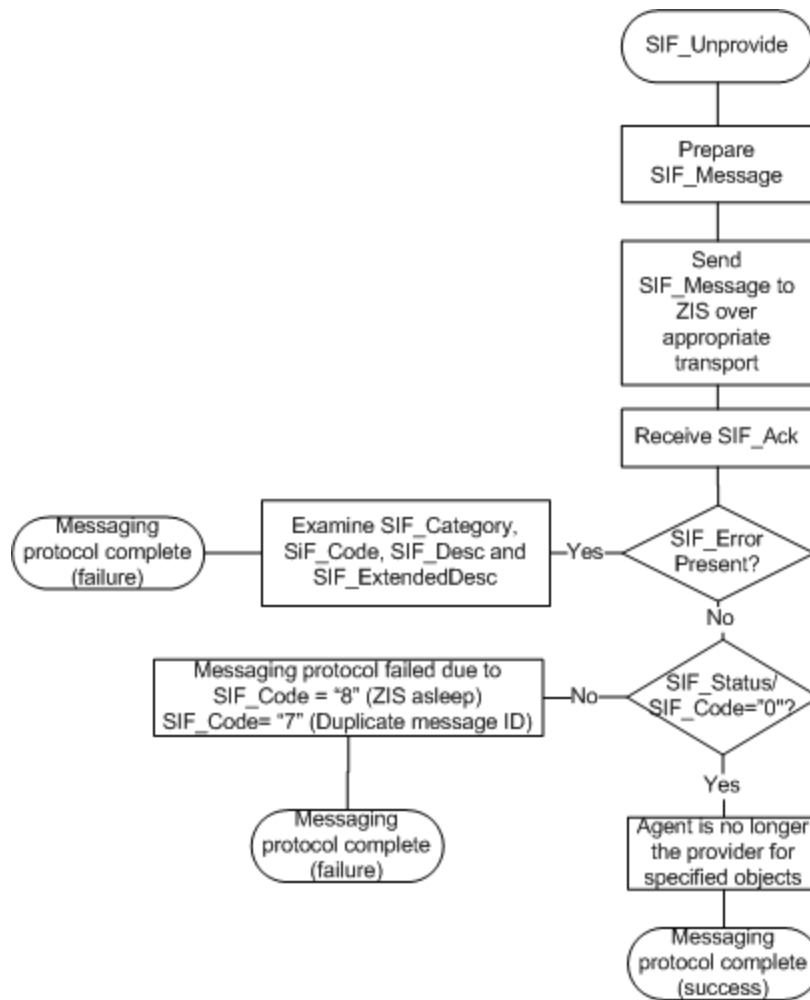 SIF_Unprovide
Prepare
SIF_Message
Send
SIF_Message to
ZIS over
appropriate
transport
Receive SIF_Ack
SIF_Error
Present?
Yes
Examine SIF_Category,
SiF_Code, SIF_Desc and
SIF_ExtendedDesc
Messaging
protocol complete
(failure)
No
SIF_Status/
SIF_Code="0"?
No
Messaging protocol failed due to
SIF_Code = “8” (ZIS asleep)
SIF_Code= “7” (Duplicate message ID)
Messaging
protocol complete
(failure)
Yes
Agent is no longer
the provider for
specified objects
Messaging
protocol complete
(success)